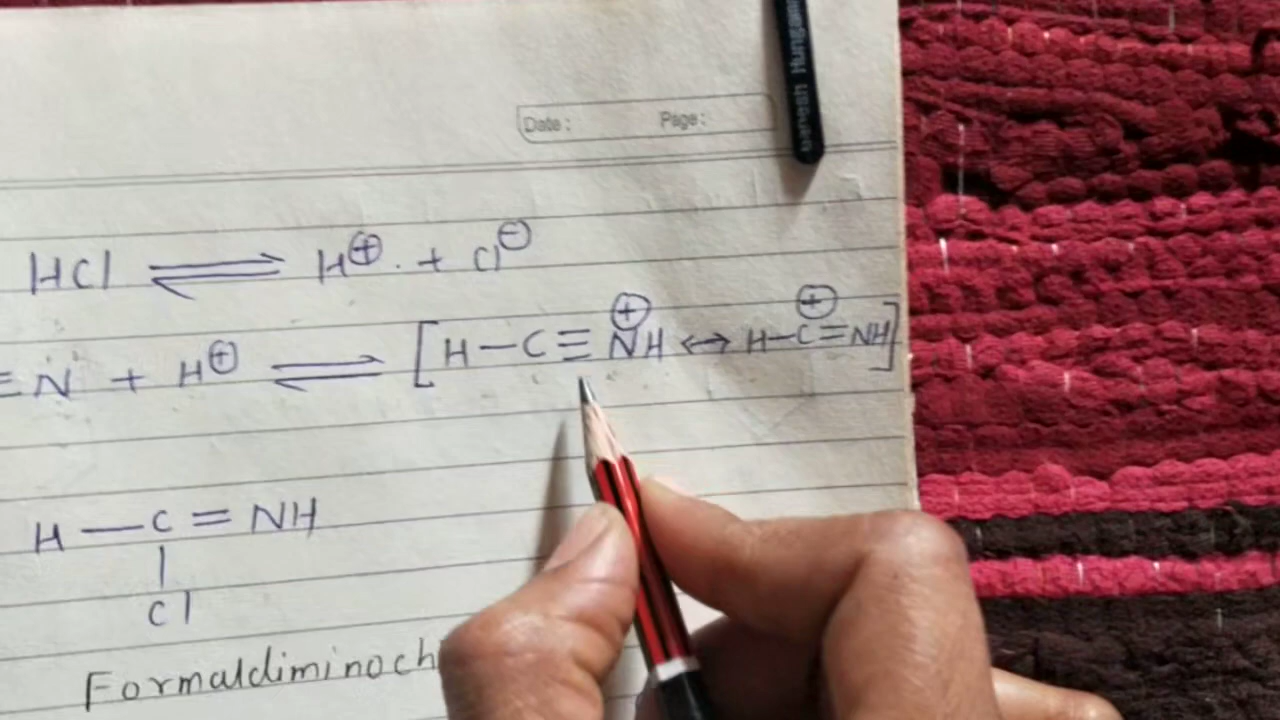 Date : Page :
HCl ⇌ H⊕ + Cl⊖
≡ N + H⊕ ⇌ [H—C≡N⊕H ↔ H—C⊕=NH]
H — C = NH
|
Cl
Formaldiminoch